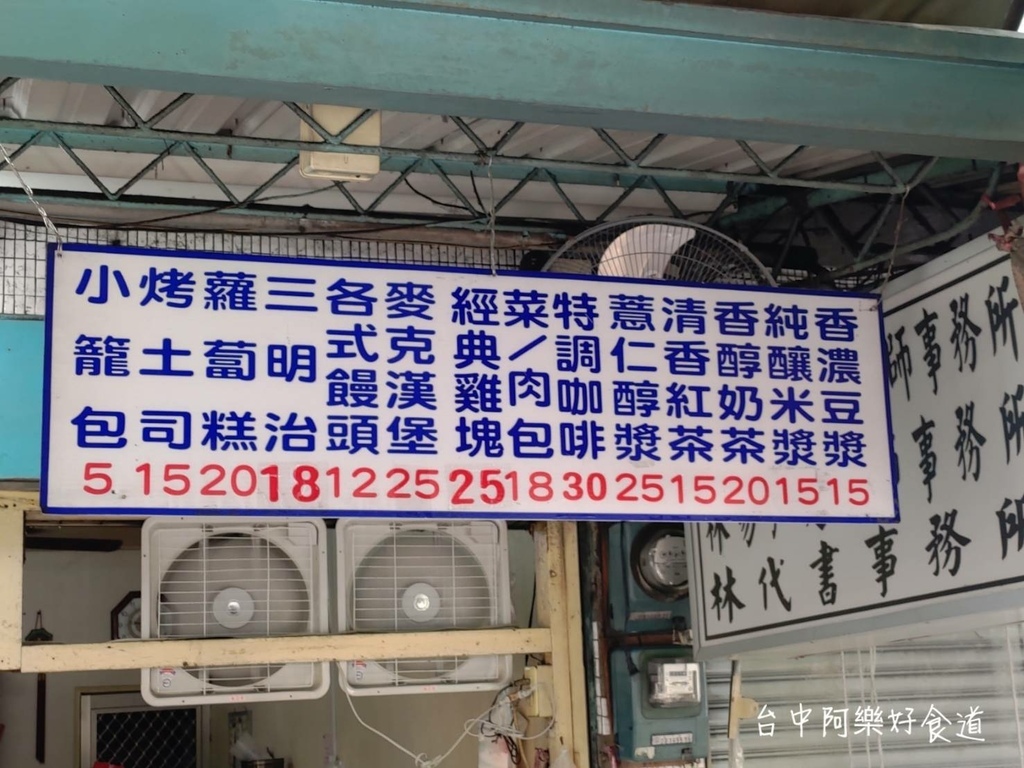 香濃豆漿 15
純釀米漿 15
香醇奶茶 20
清香紅茶 15
薏仁醇漿 25
特調咖啡 30
菜/肉包 18
經典雞塊 25
麥克漢堡 25
各式饅頭 12
三明治 18
蘿蔔糕 20
烤土司 15
小籠包 5
師事務所
事務所
林代書事務所
台中阿樂好食道